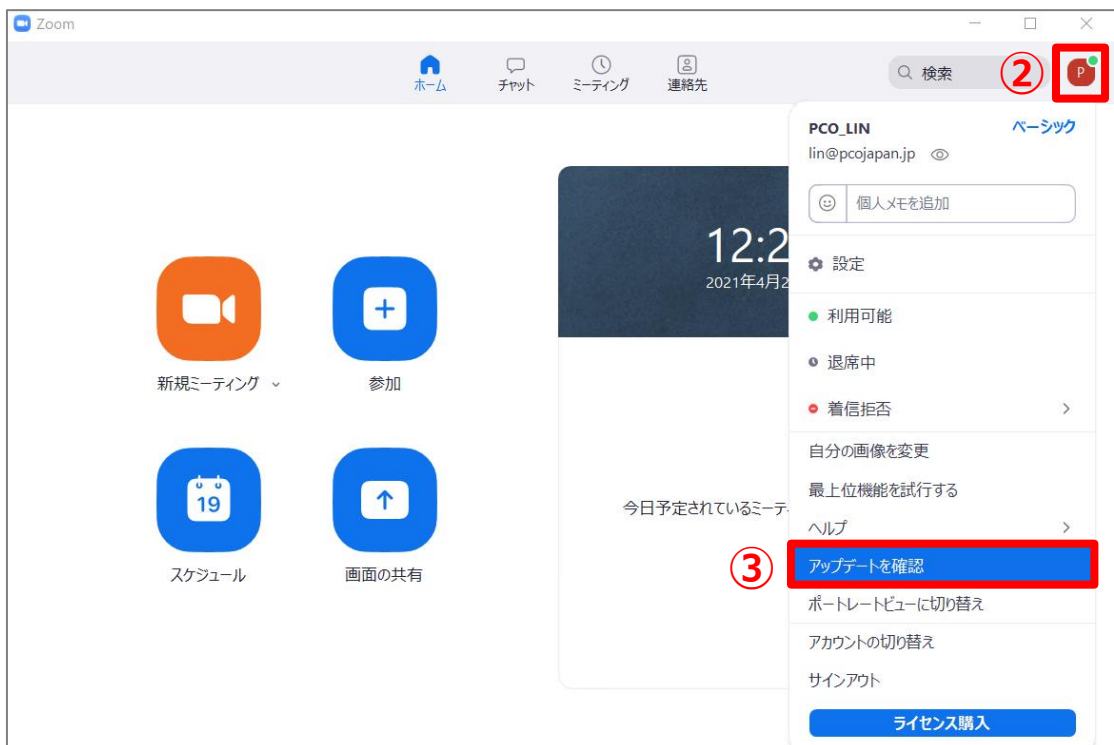 Zoom
ホーム
チャット
ミーティング
連絡先
検索
②
P
PCO_LIN
ベーシック
lin@pcojapan.jp
個人メモを追加
12:2
2021年4月2
設定
利用可能
退席中
着信拒否
新規ミーティング
参加
自分の画像を変更
最上位機能を試行する
今日予定されているミーテ
ヘルプ
19
③
アップデートを確認
スケジュール
画面の共有
ポートレートビューに切り替え
アカウントの切り替え
サインアウト
ライセンス購入